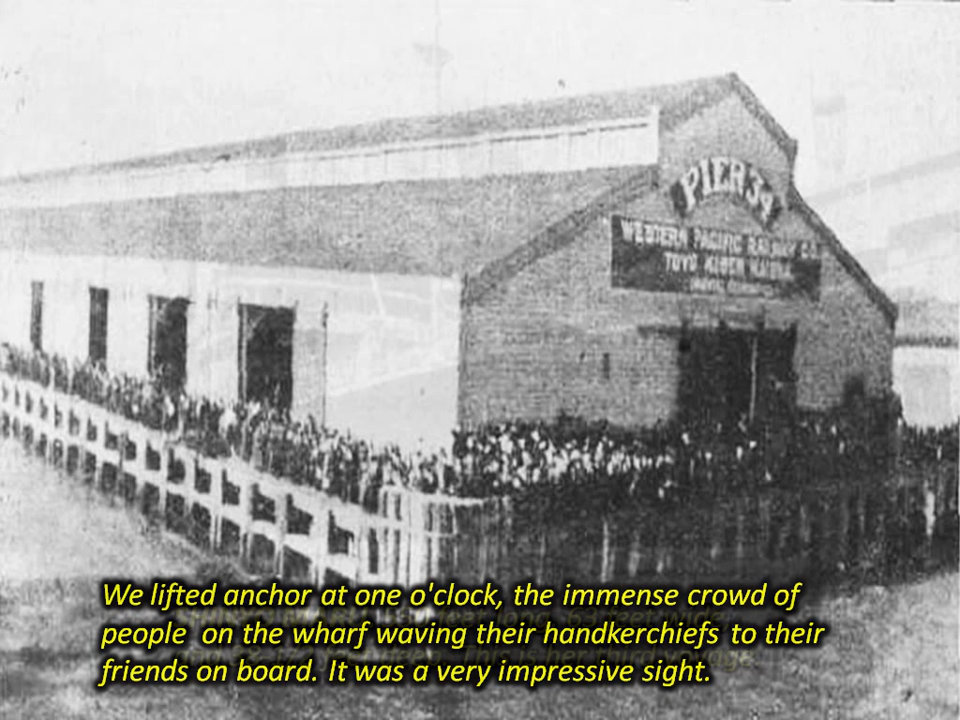 PIER 34
WESTERN PACIFIC RAILWAY CO.
TOYO KISEN KAISHA
We lifted anchor at one o'clock, the immense crowd of
people on the wharf waving their handkerchiefs to their
friends on board. It was a very impressive sight.